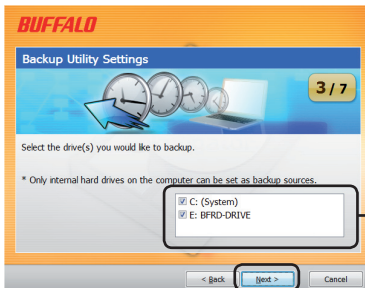 BUFFALO
Backup Utility Settings
3 / 7
Select the drive(s) you would like to backup.
* Only internal hard drives on the computer can be set as backup sources.
C: (System)
E: BFRD-DRIVE
< Back
Next >
Cancel